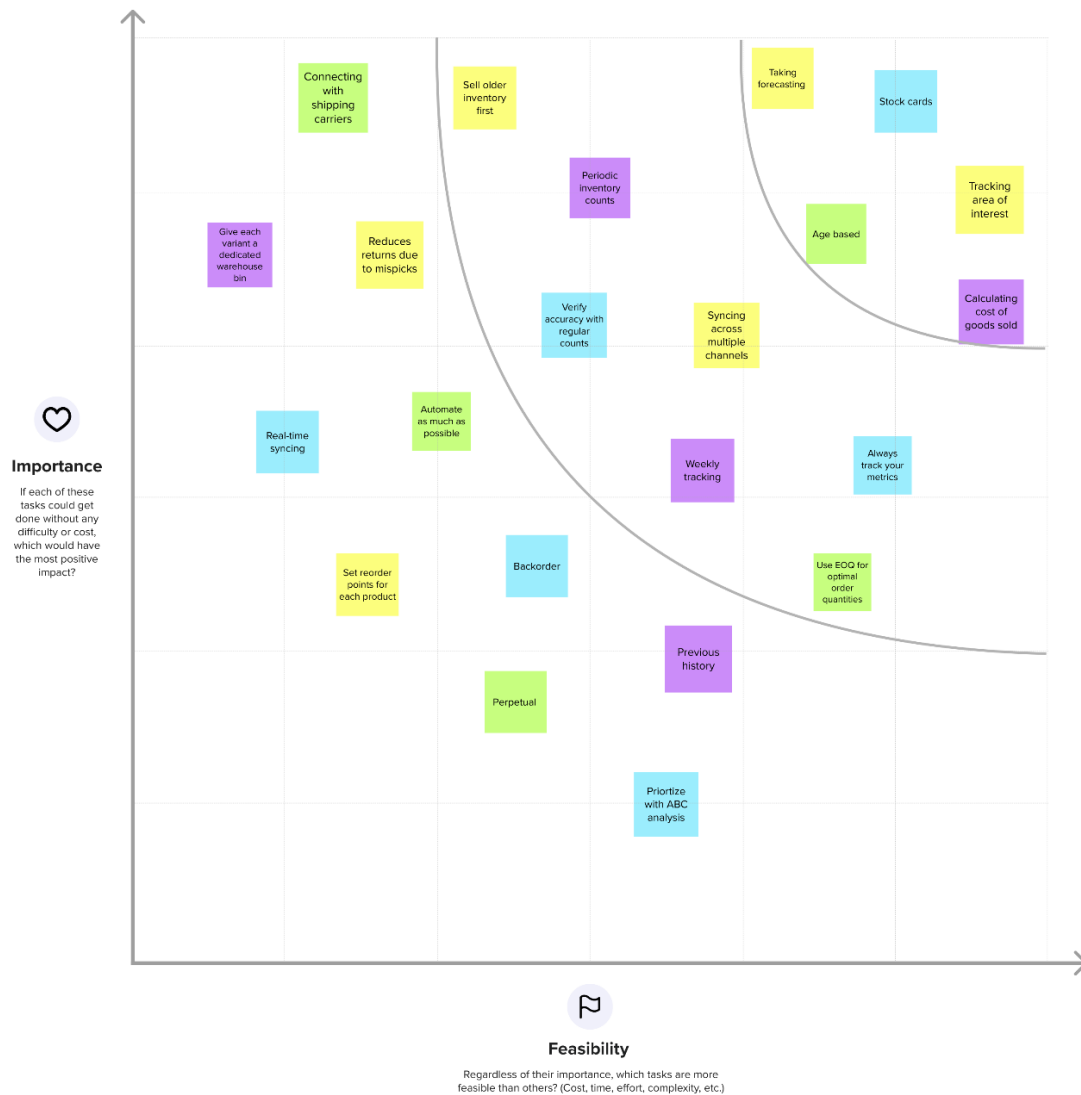 Connecting
with
shipping
carriers
Sell older
inventory
first
Taking
forecasting
Stock cards
Periodic
inventory
counts
Tracking
area of
interest
Age based
Give each
variant a
dedicated
warehouse
bin
Reduces
returns due
to mispicks
Calculating
cost of
goods sold
Verify
accuracy with
regular
counts
Syncing
across
multiple
channels
Automate
as much as
possible
Real-time
syncing
Weekly
tracking
Always
track your
metrics
Importance
If each of these
tasks could get
done without any
difficulty or cost,
which would have
the most positive
impact?
Set reorder
points for
each product
Backorder
Use EOQ for
optimal
order
quantities
Previous
history
Perpetual
Priortize
with ABC
analysis
Feasibility
Regardless of their importance, which tasks are more
feasible than others? (Cost, time, effort, complexity, etc.)